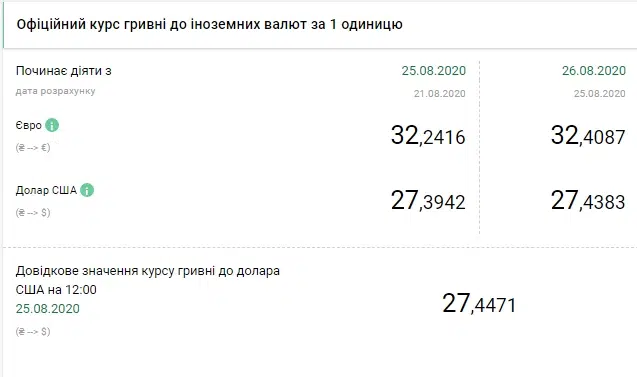 Офіційний курс гривні до іноземних валют за 1 одиницю
Починає діяти з 25.08.2020 26.08.2020
дата розрахунку 21.08.2020 25.08.2020
Євро i
(₴ --> €) 32,2416 32,4087
Долар США i
(₴ --> $) 27,3942 27,4383
Довідкове значення курсу гривні до долара
США на 12:00
25.08.2020 27,4471
(₴ --> $)